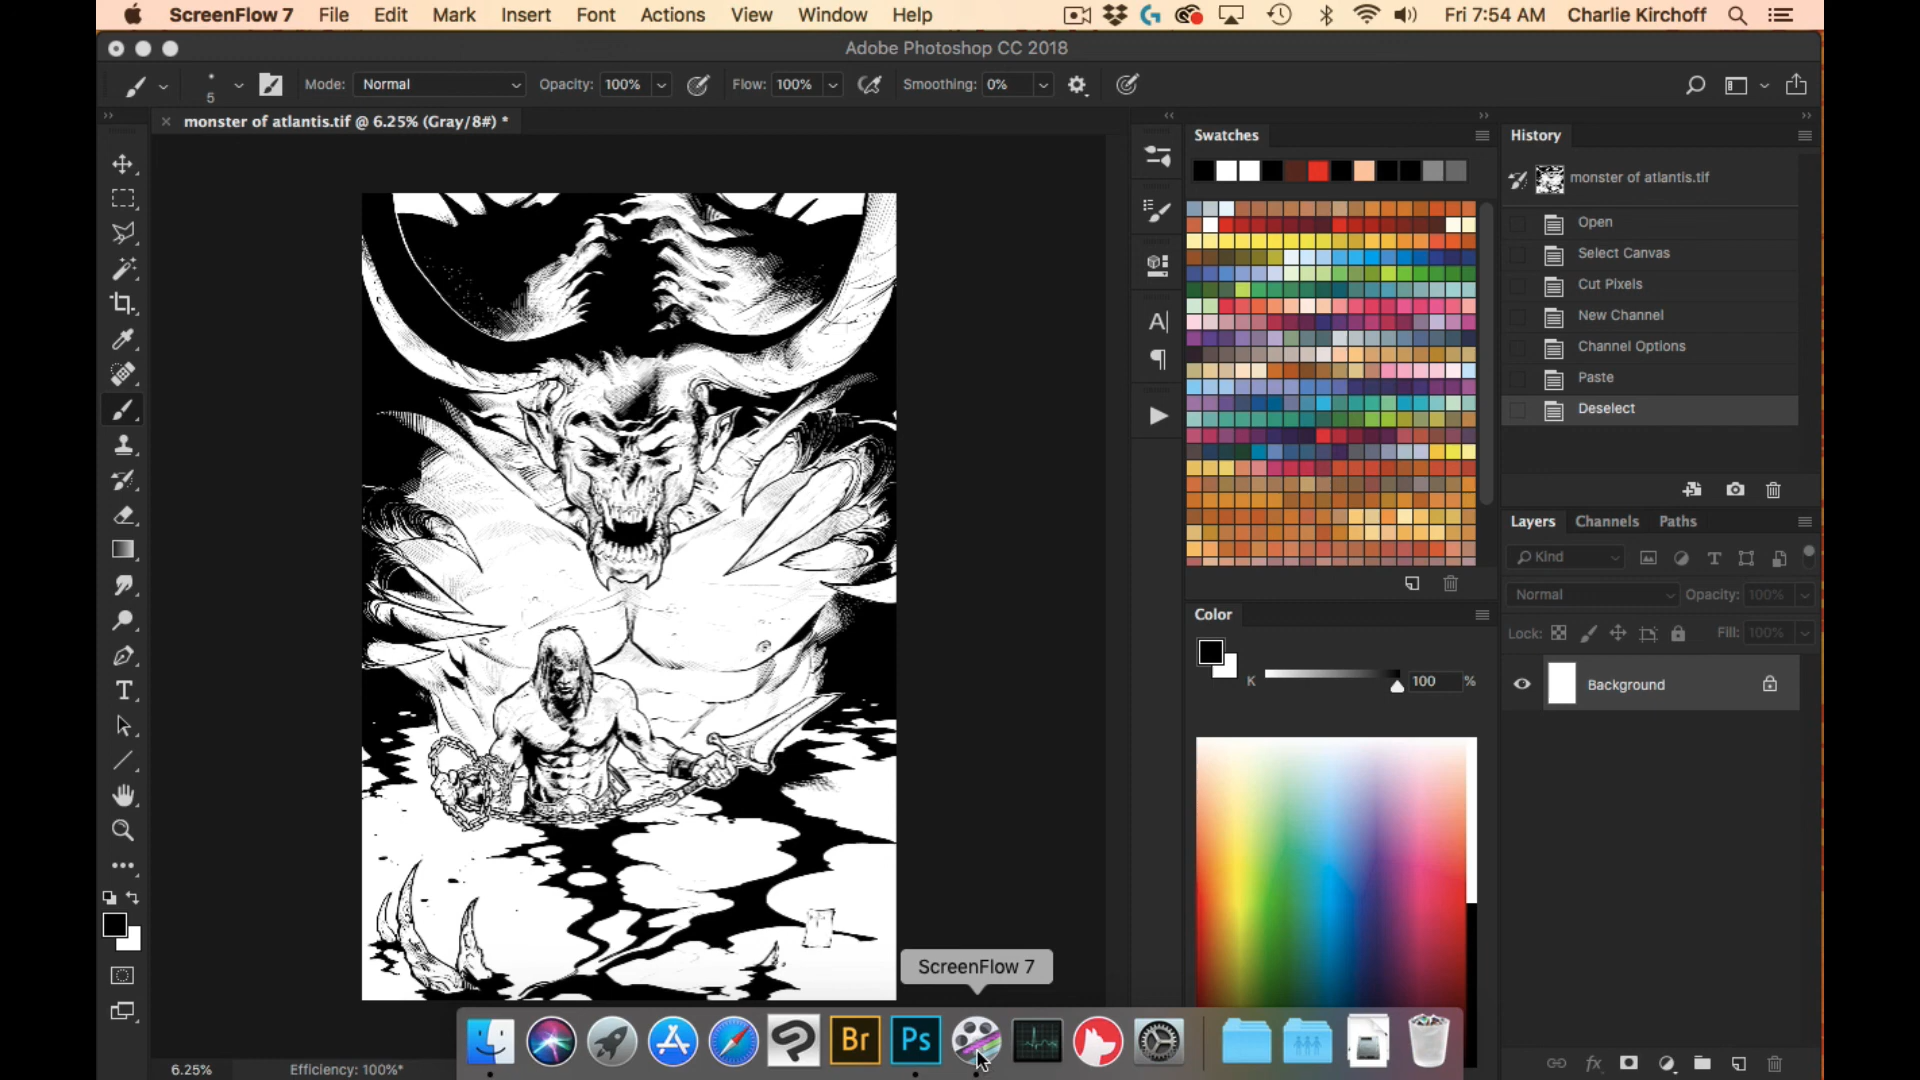 ScreenFlow 7 File Edit Mark Insert Font Actions View Window Help Fri 7:54 AM Charlie Kirchoff
Adobe Photoshop CC 2018
5 Mode: Normal Opacity: 100% Flow: 100% Smoothing: 0%
monster of atlantis.tif @ 6.25% (Gray/8#) *
Swatches
History
monster of atlantis.tif
Open
Select Canvas
Cut Pixels
New Channel
Channel Options
Paste
Deselect
Layers Channels Paths
Kind
Normal Opacity: 100%
Lock: Fill: 100%
Background
Color
K 100 %
ScreenFlow 7
Br Ps
6.25% Efficiency: 100%*